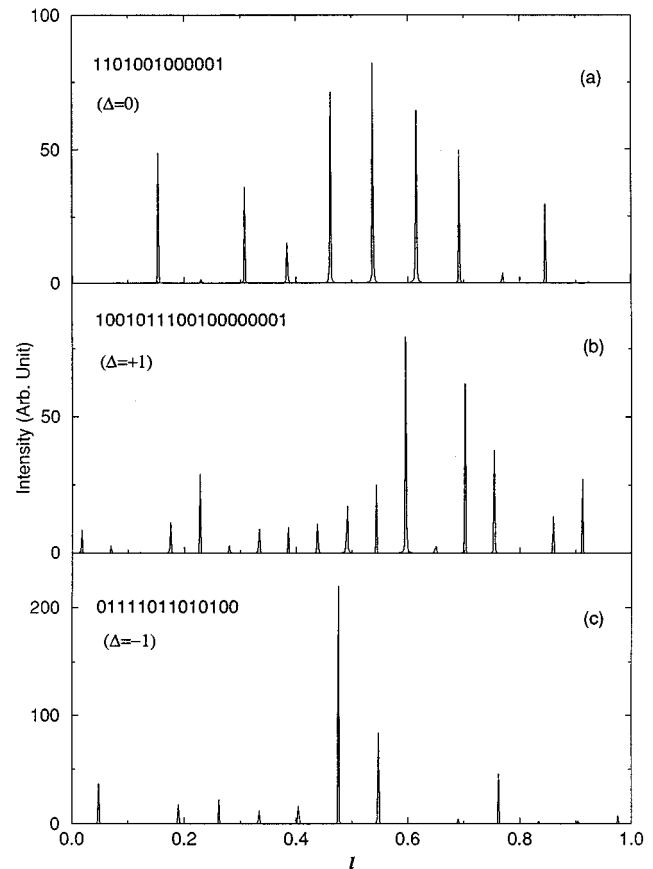 100
1101001000001
(a)
(Δ=0)
50
0
1001011100100000001
(b)
(Δ=+1)
50
Intensity (Arb. Unit)
0
01111011010100
(c)
200
(Δ=−1)
100
0
0.0 0.2 0.4 0.6 0.8 1.0
l